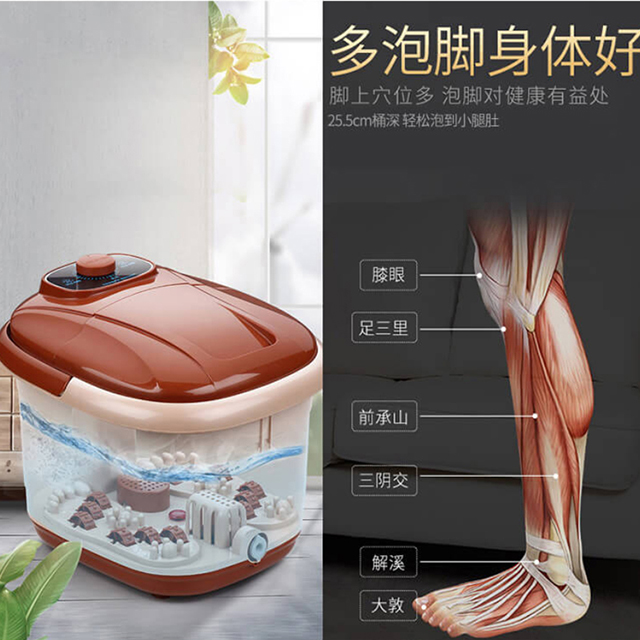 多泡脚身体好
脚上穴位多 泡脚对健康有益处
25.5cm桶深 轻松泡到小腿肚
膝眼
足三里
前承山
三阴交
解溪
大敦